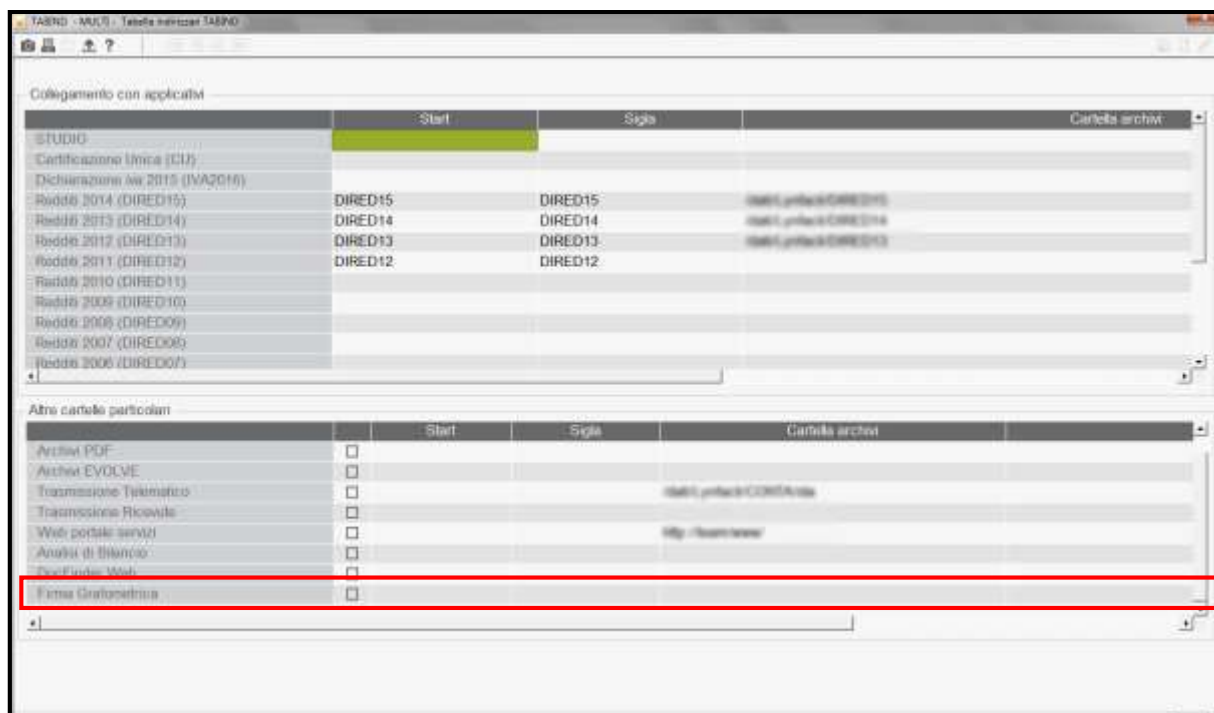 TABIND - MULTI - Tabella indirizzari TABIND
?
Collegamento con applicativi
Start Sigla Cartella archivi
STUDIO
Certificazione Unica (CU)
Dichiarazione iva 2015 (IVA2016)
Redditi 2014 (DIRED15) DIRED15 DIRED15
Redditi 2013 (DIRED14) DIRED14 DIRED14
Redditi 2012 (DIRED13) DIRED13 DIRED13
Redditi 2011 (DIRED12) DIRED12 DIRED12
Redditi 2010 (DIRED11)
Redditi 2009 (DIRED10)
Redditi 2008 (DIRED09)
Redditi 2007 (DIRED08)
Redditi 2006 (DIRED07)
Altre cartelle particolari
Start Sigla Cartella archivi
Archivi PDF
Archivi EVOLVE
Trasmissione Telematico
Trasmissione Ricevute
Web portale servizi
Analisi di Bilancio
DocFinder Web
Firma Grafometrica